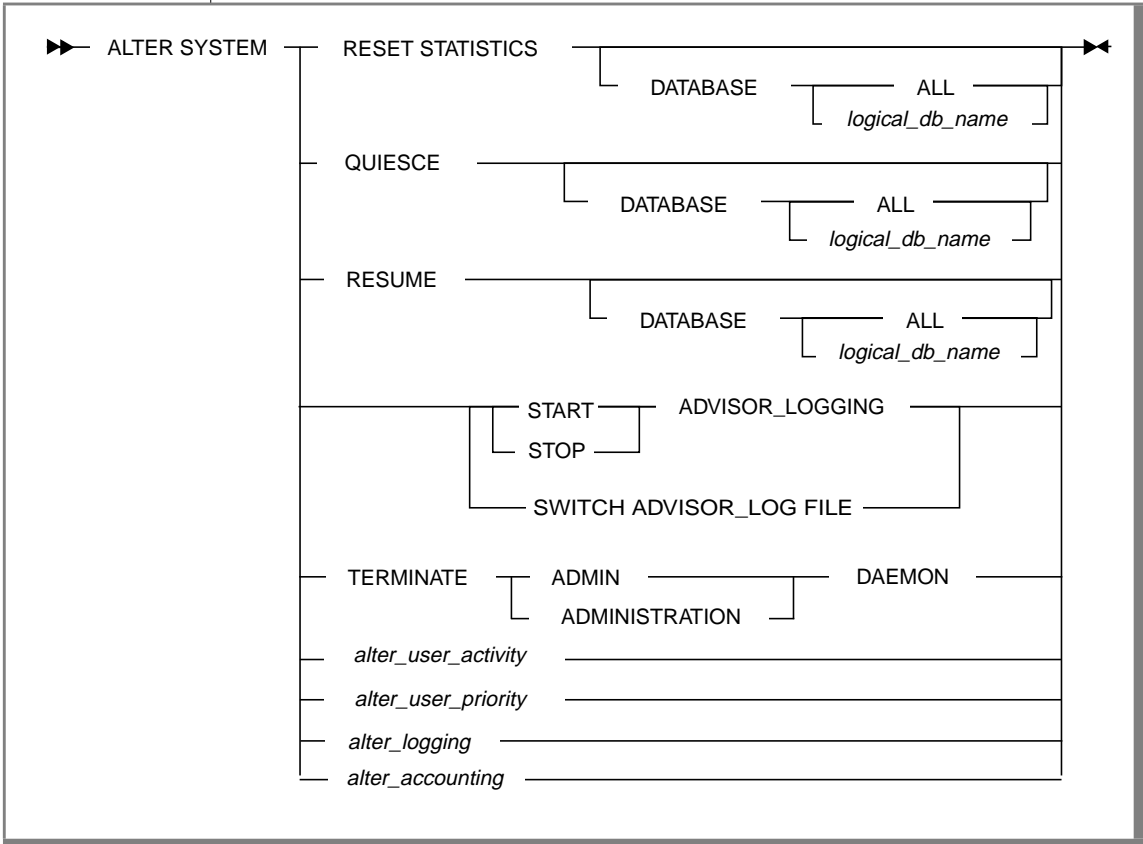 ALTER SYSTEM RESET STATISTICS
DATABASE ALL
logical_db_name
QUIESCE
DATABASE ALL
logical_db_name
RESUME
DATABASE ALL
logical_db_name
START ADVISOR_LOGGING
STOP
SWITCH ADVISOR_LOG FILE
TERMINATE ADMIN DAEMON
ADMINISTRATION
alter_user_activity
alter_user_priority
alter_logging
alter_accounting